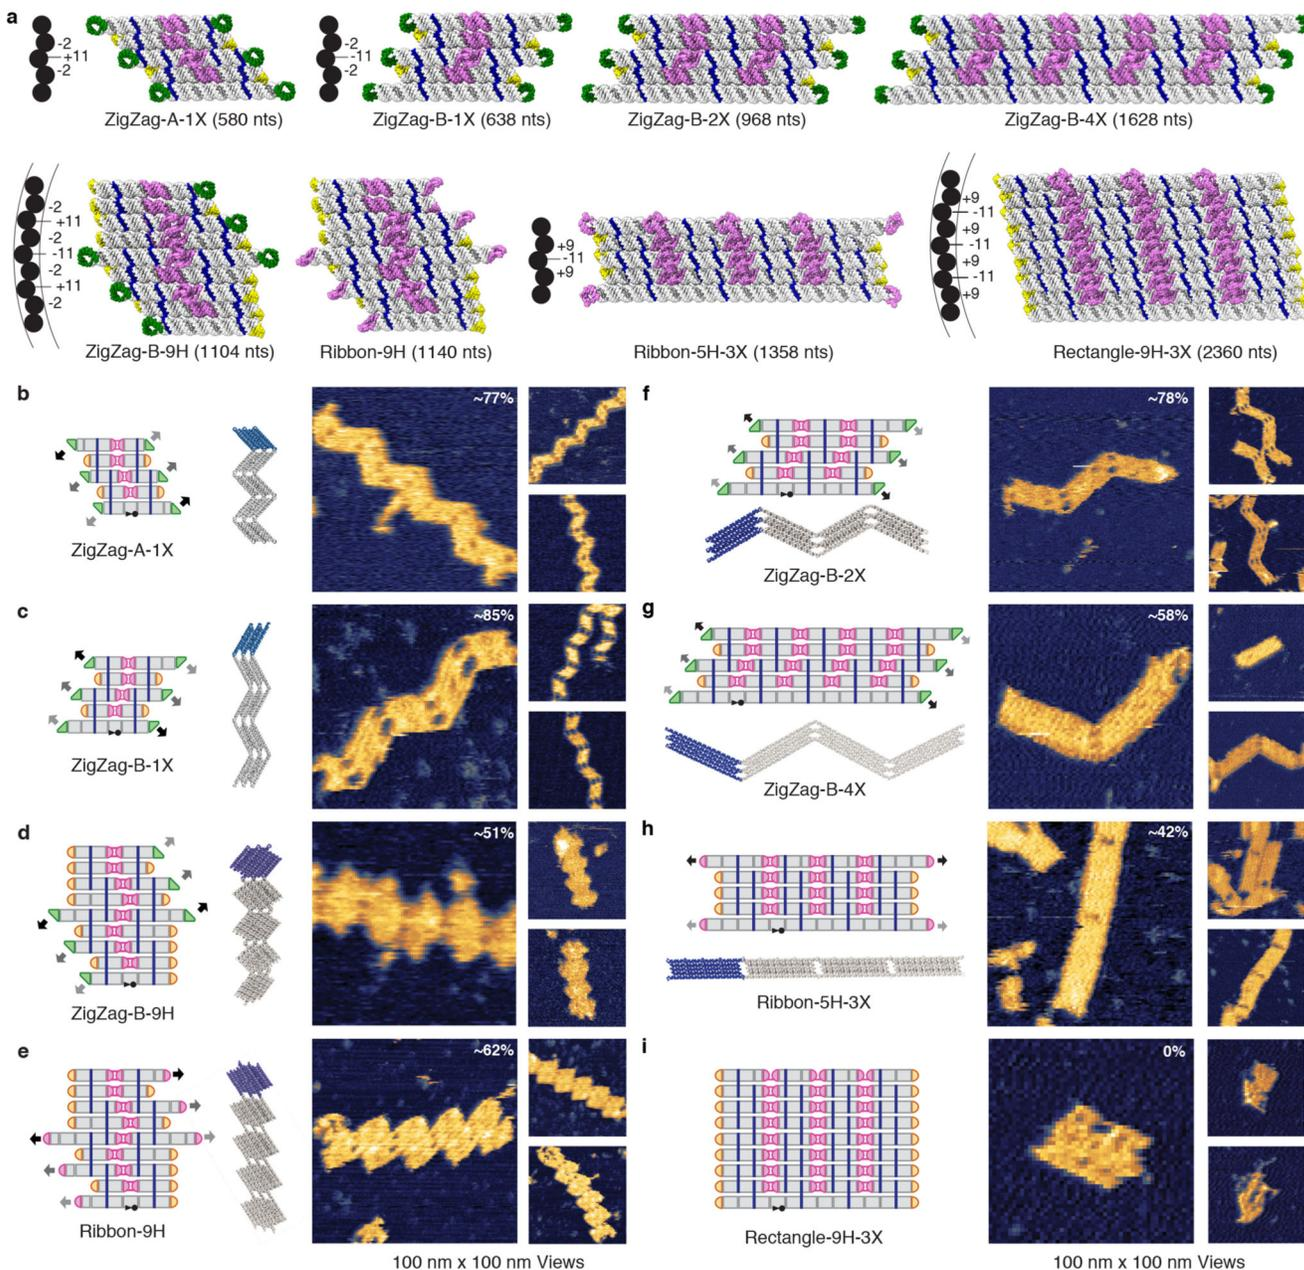 a
-2
+11
-2
ZigZag-A-1X (580 nts)
-2
-11
-2
ZigZag-B-1X (638 nts)
ZigZag-B-2X (968 nts)
ZigZag-B-4X (1628 nts)
-2
+11
-2
-11
-2
+11
-2
ZigZag-B-9H (1104 nts)
Ribbon-9H (1140 nts)
+9
-11
+9
Ribbon-5H-3X (1358 nts)
+9
-11
+9
-11
+9
-11
+9
Rectangle-9H-3X (2360 nts)
b
ZigZag-A-1X
~77%
f
ZigZag-B-2X
~78%
c
ZigZag-B-1X
~85%
g
ZigZag-B-4X
~58%
d
ZigZag-B-9H
~51%
h
Ribbon-5H-3X
~42%
e
Ribbon-9H
~62%
i
Rectangle-9H-3X
0%
100 nm x 100 nm Views
100 nm x 100 nm Views